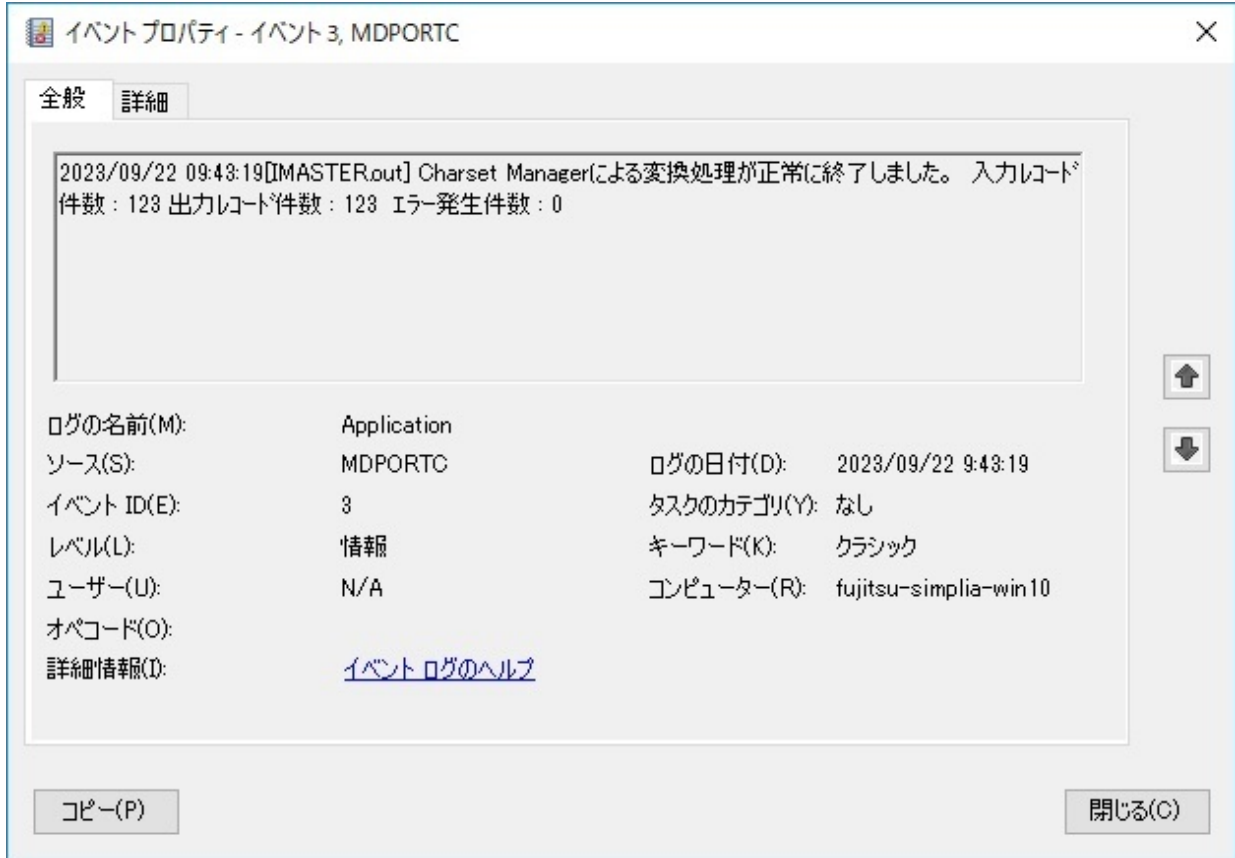 イベント プロパティ - イベント 3, MDPORTC
全般 詳細
2023/09/22 09:43:19[IMASTER.out] Charset Managerによる変換処理が正常に終了しました。 入力ﾚｺｰﾄﾞ
件数：123 出力ﾚｺｰﾄﾞ件数：123 ｴﾗｰ発生件数：0
ログの名前(M): Application
ソース(S): MDPORTC ログの日付(D): 2023/09/22 9:43:19
イベント ID(E): 3 タスクのカテゴリ(Y): なし
レベル(L): 情報 キーワード(K): クラシック
ユーザー(U): N/A コンピューター(R): fujitsu-simplia-win10
オペコード(O):
詳細情報(I): イベント ログのヘルプ
コピー(P) 閉じる(C)